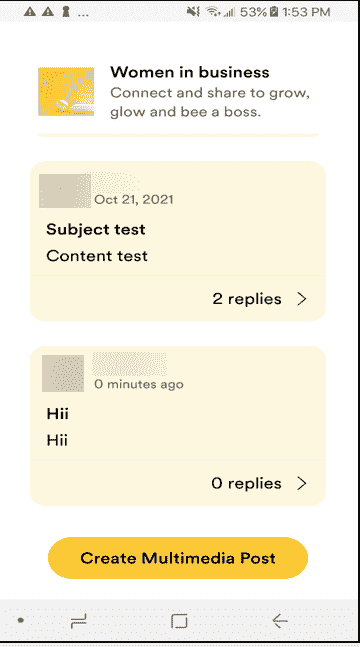 ... 53% 1:53 PM
Women in business
Connect and share to grow,
glow and bee a boss.
Oct 21, 2021
Subject test
Content test
2 replies
0 minutes ago
Hii
Hii
0 replies
Create Multimedia Post